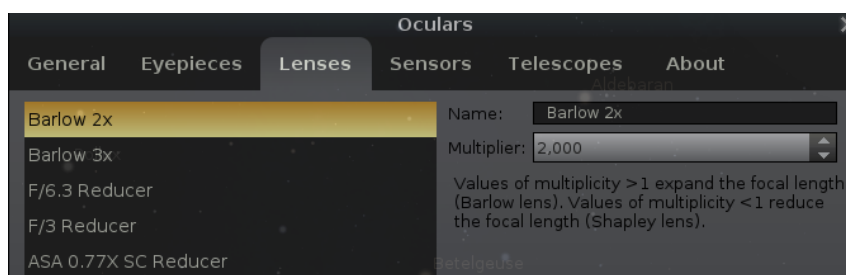 Oculars
General Eyepieces Lenses Sensors Telescopes About
Aldebaran
Barlow 2x
Barlow 3x
F/6.3 Reducer
F/3 Reducer
ASA 0.77X SC Reducer
Name: Barlow 2x
Multiplier: 2,000
Values of multiplicity >1 expand the focal length
(Barlow lens). Values of multiplicity <1 reduce
the focal length (Shapley lens).
Betelgeuse